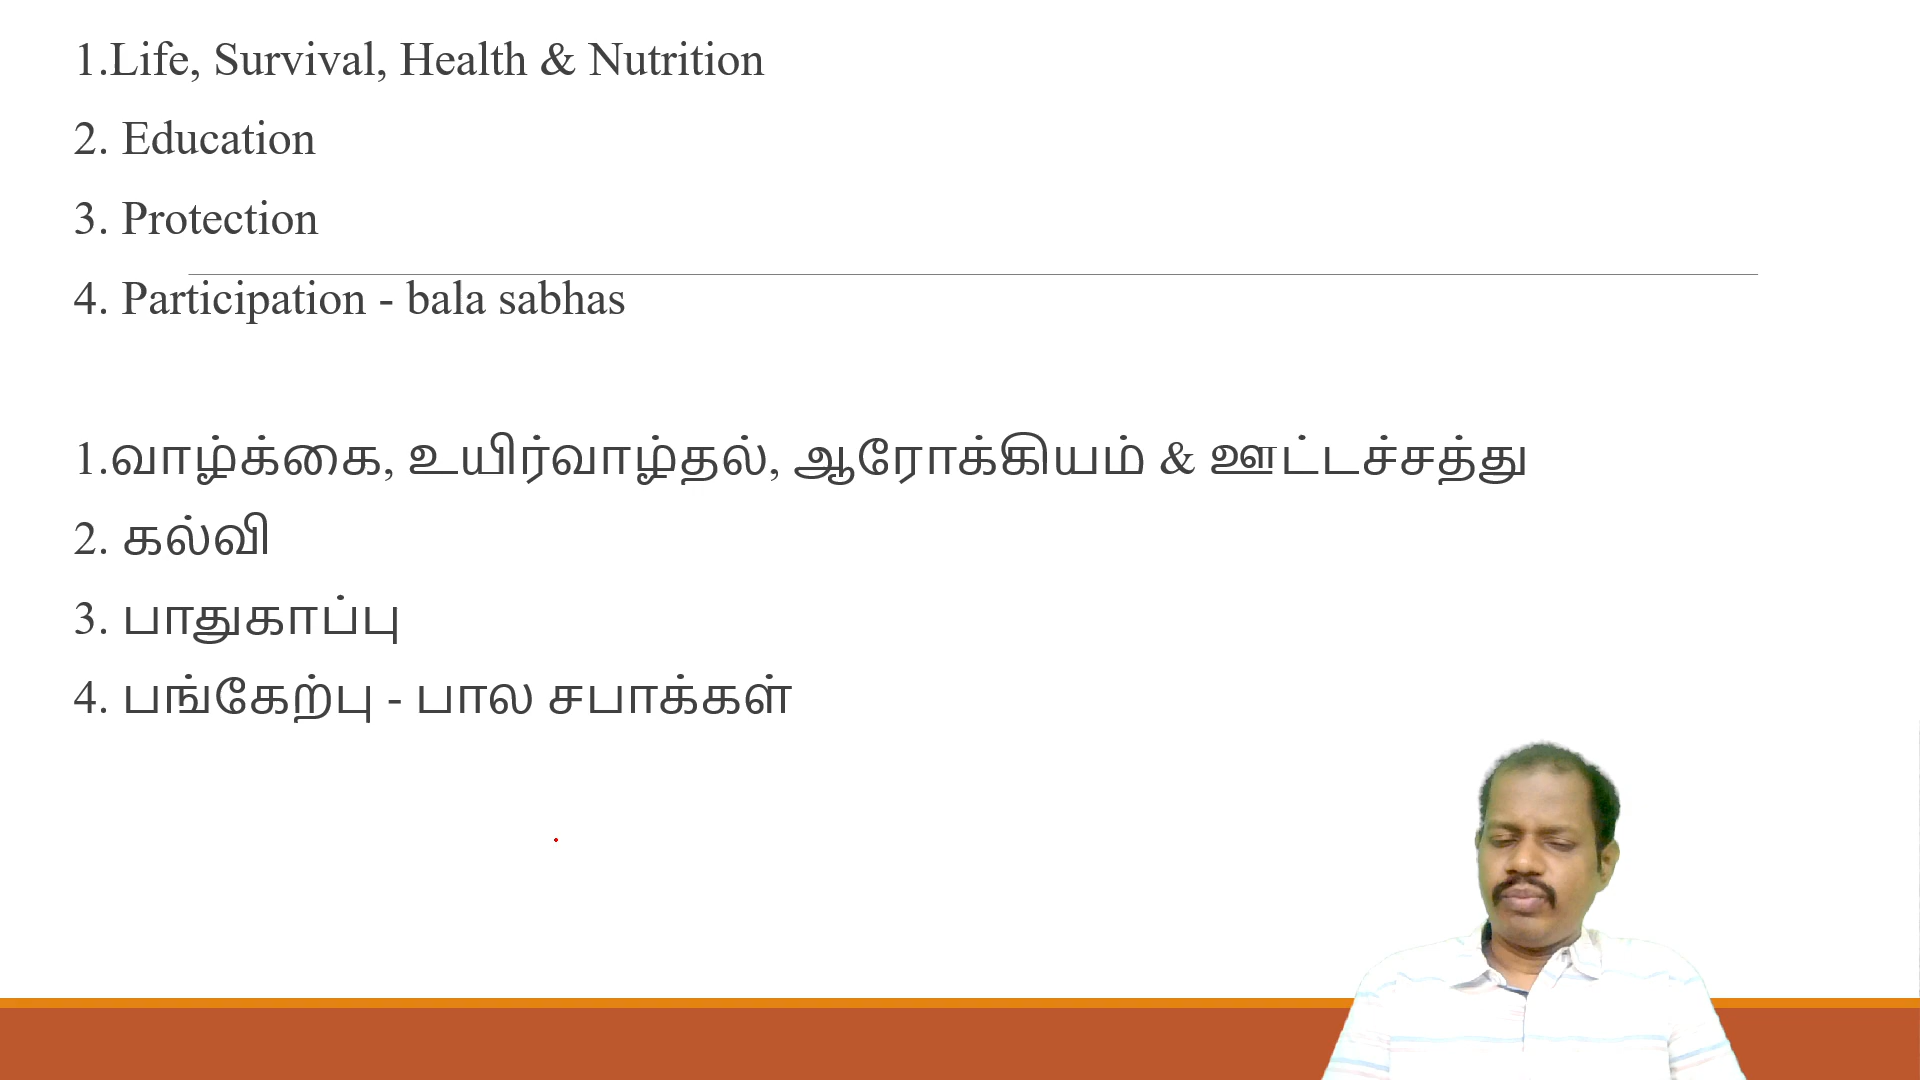 1.Life, Survival, Health & Nutrition
2. Education
3. Protection
4. Participation - bala sabhas
1.வாழ்க்கை, உயிர்வாழ்தல், ஆரோக்கியம் & ஊட்டச்சத்து
2. கல்வி
3. பாதுகாப்பு
4. பங்கேற்பு - பால சபாக்கள்